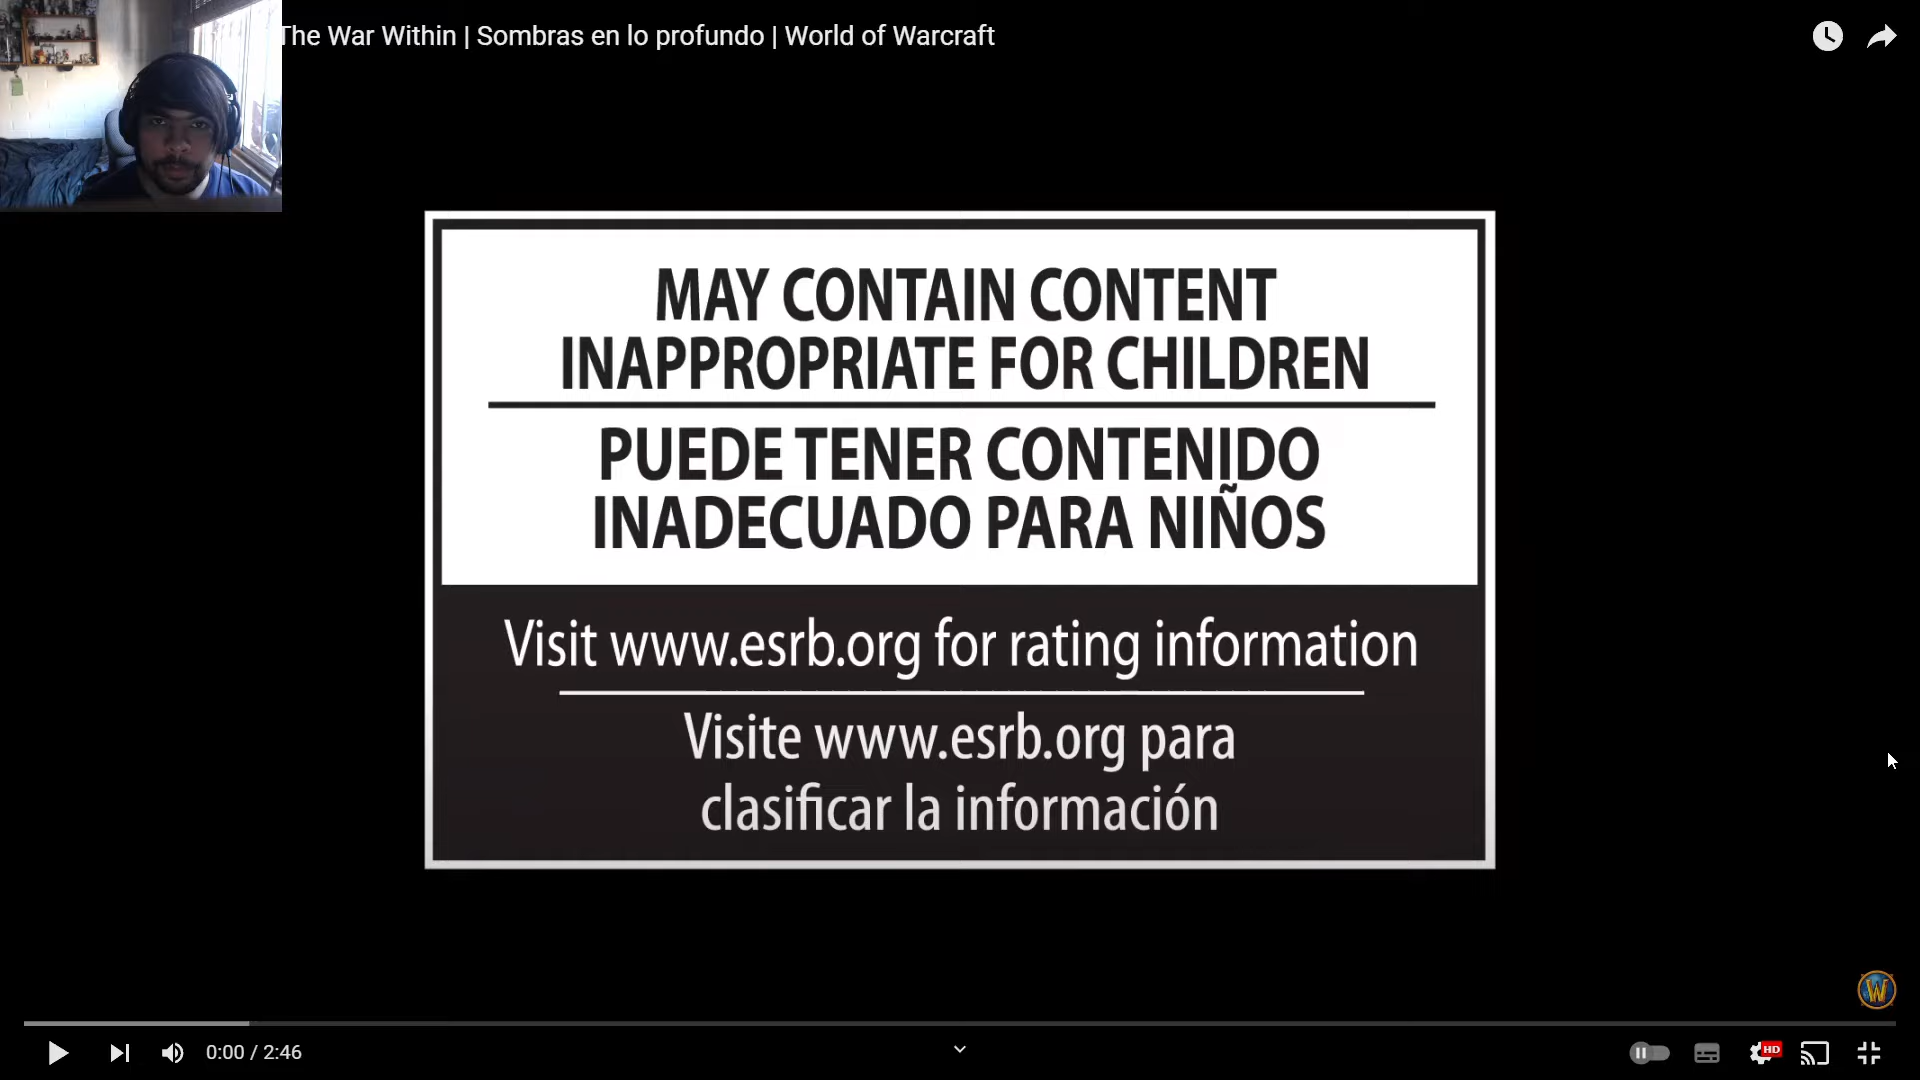 The War Within | Sombras en lo profundo | World of Warcraft
MAY CONTAIN CONTENT
INAPPROPRIATE FOR CHILDREN
PUEDE TENER CONTENIDO
INADECUADO PARA NIÑOS
Visit www.esrb.org for rating information
Visite www.esrb.org para
clasificar la información
W
0:00 / 2:46
HD